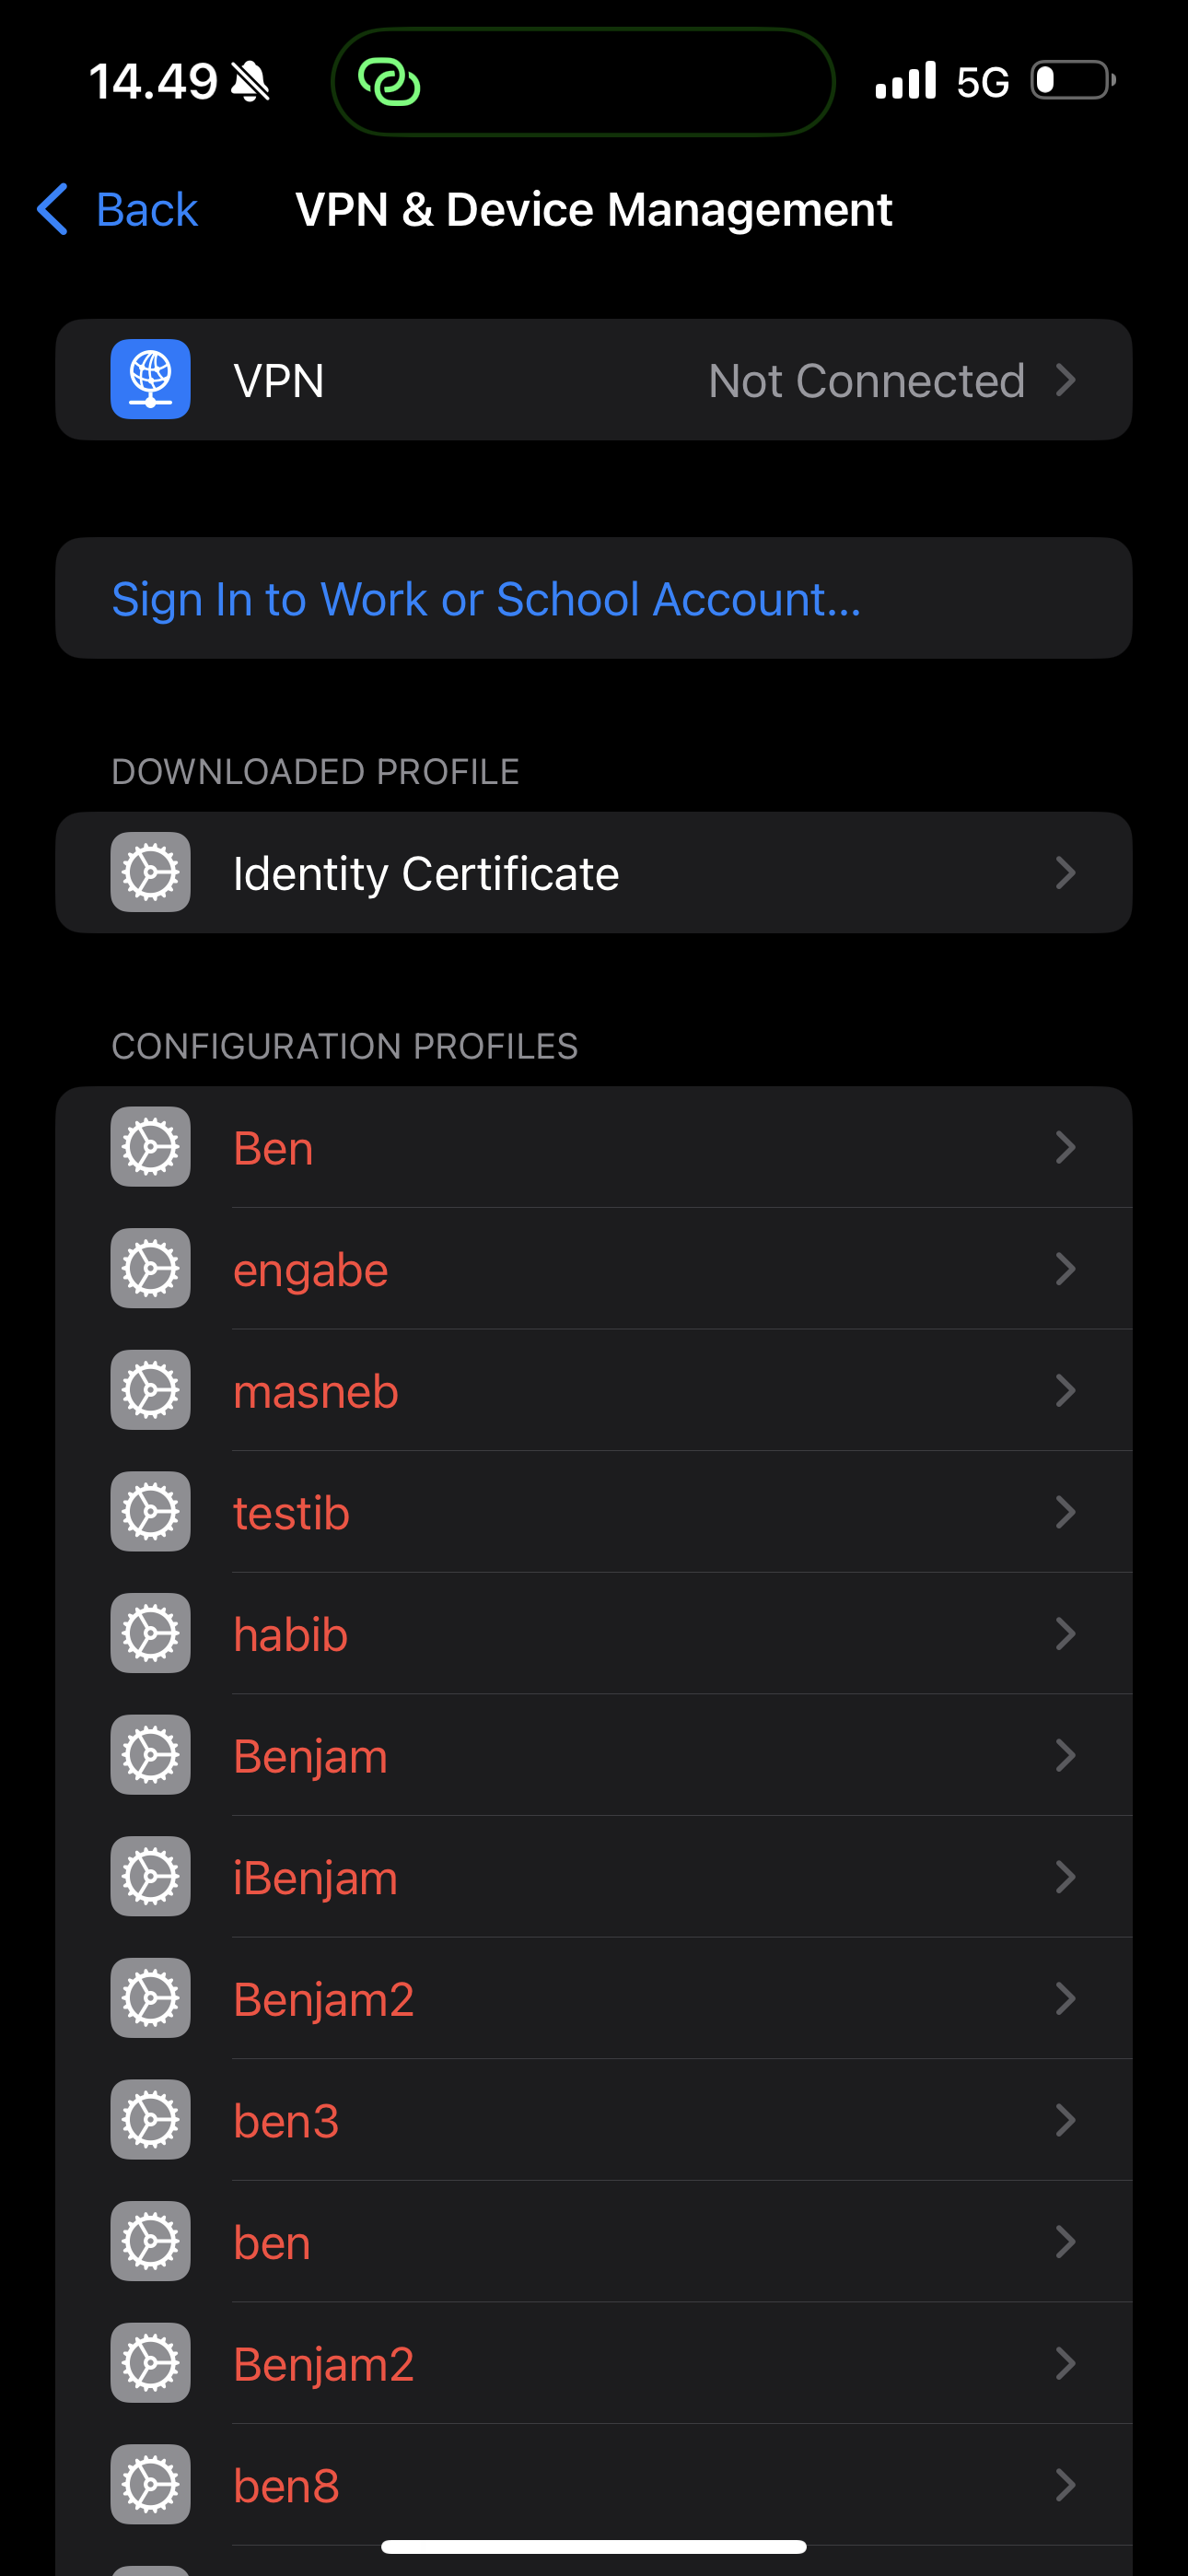 14.49
5G
Back
VPN & Device Management
VPN
Not Connected
Sign In to Work or School Account...
DOWNLOADED PROFILE
Identity Certificate
CONFIGURATION PROFILES
Ben
engabe
masneb
testib
habib
Benjam
iBenjam
Benjam2
ben3
ben
Benjam2
ben8